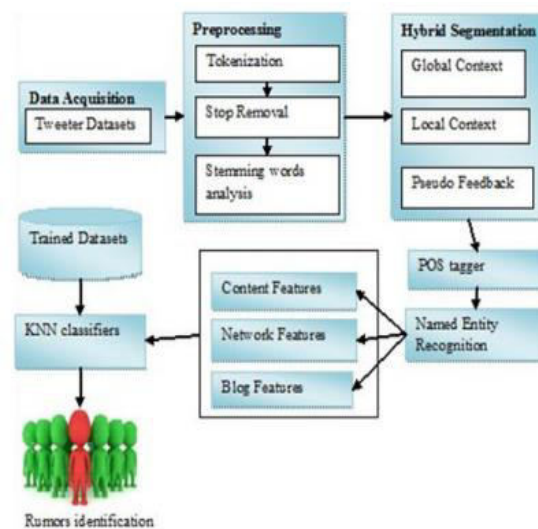 Data Acquisition
Tweeter Datasets
Preprocessing
Tokenization
Stop Removal
Stemming words
analysis
Hybrid Segmentation
Global Context
Local Context
Pseudo Feedback
POS tagger
Named Entity
Recognition
Content Features
Network Features
Blog Features
Trained Datasets
KNN classifiers
Rumors identification